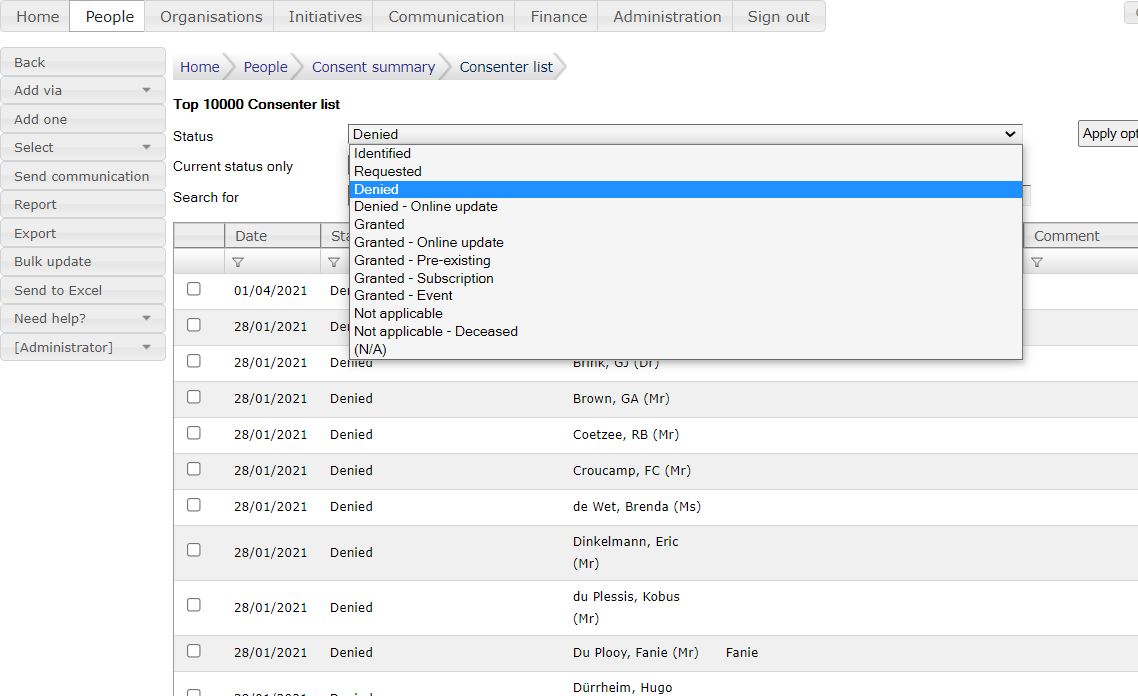 Home People Organisations Initiatives Communication Finance Administration Sign out
Back
Add via
Add one
Select
Send communication
Report
Export
Bulk update
Send to Excel
Need help?
[Administrator]
Home People Consent summary Consenter list
Top 10000 Consenter list
Status Denied
Apply opt
Identified
Requested
Denied
Denied - Online update
Granted
Granted - Online update
Granted - Pre-existing
Granted - Subscription
Granted - Event
Not applicable
Not applicable - Deceased
(N/A)
Current status only
Search for
Date Sta Comment
01/04/2021 Der
28/01/2021 Der
28/01/2021 Denied Brink, GJ (Dr)
28/01/2021 Denied Brown, GA (Mr)
28/01/2021 Denied Coetzee, RB (Mr)
28/01/2021 Denied Croucamp, FC (Mr)
28/01/2021 Denied de Wet, Brenda (Ms)
28/01/2021 Denied Dinkelmann, Eric
(Mr)
28/01/2021 Denied du Plessis, Kobus
(Mr)
28/01/2021 Denied Du Plooy, Fanie (Mr) Fanie
28/01/2021 Denied Dürrheim, Hugo